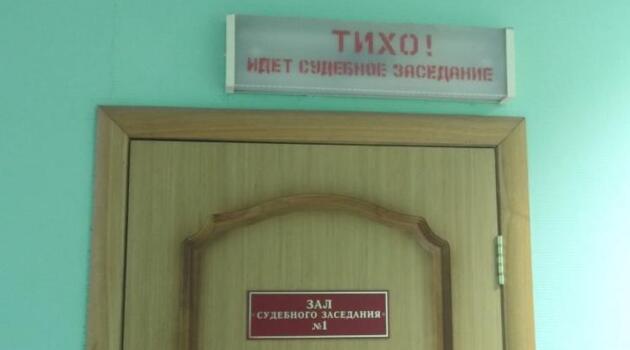 ТИХО!
ИДЕТ СУДЕБНОЕ ЗАСЕДАНИЕ
ЗАЛ
СУДЕБНОГО ЗАСЕДАНИЯ
№1